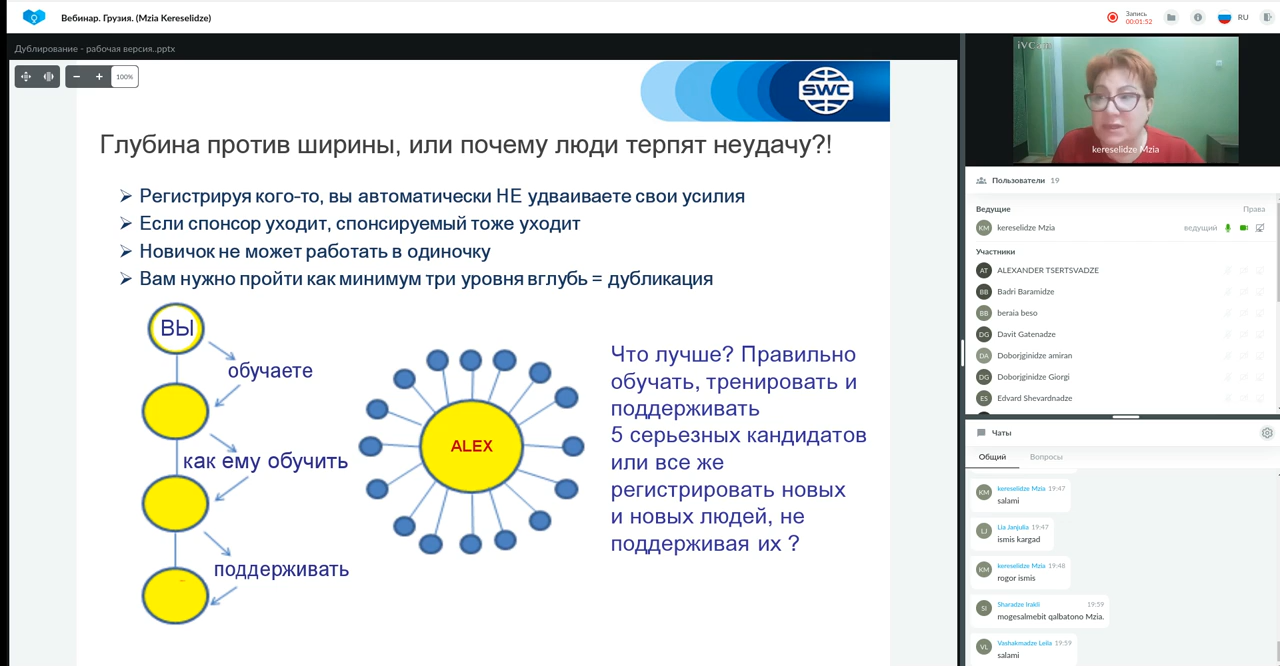 Вебинар. Грузия. (Mzia Kereselidze)
Запись
00:01:52
RU
Дублирование - рабочая версия..pptx
100%
SWC
Глубина против ширины, или почему люди терпят неудачу?!
Регистрируя кого-то, вы автоматически НЕ удваиваете свои усилия
Если спонсор уходит, спонсируемый тоже уходит
Новичок не может работать в одиночку
Вам нужно пройти как минимум три уровня вглубь = дубликация
ВЫ
обучаете
как ему обучить
поддерживать
ALEX
Что лучше? Правильно
обучать, тренировать и
поддерживать
5 серьезных кандидатов
или все же
регистрировать новых
и новых людей, не
поддерживая их ?
iVCam
kereselidze Mzia
Пользователи 19
Ведущие Права
KM kereselidze Mzia ведущий
Участники
AT ALEXANDER TSERTSVADZE
BB Badri Baramidze
BB beraia beso
DG Davit Gatenadze
DA Doborjginidze amiran
DG Doborjginidze Giorgi
ES Edvard Shevardnadze
Чаты
Общий Вопросы
KM kereselidze Mzia 19:47
salami
LJ Lia Janjulia 19:47
ismis kargad
KM kereselidze Mzia 19:48
rogor ismis
SI Sharadze Irakli 19:59
mogesalmebit qalbatono Mzia.
VL Vashakmadze Leila 19:59
salami